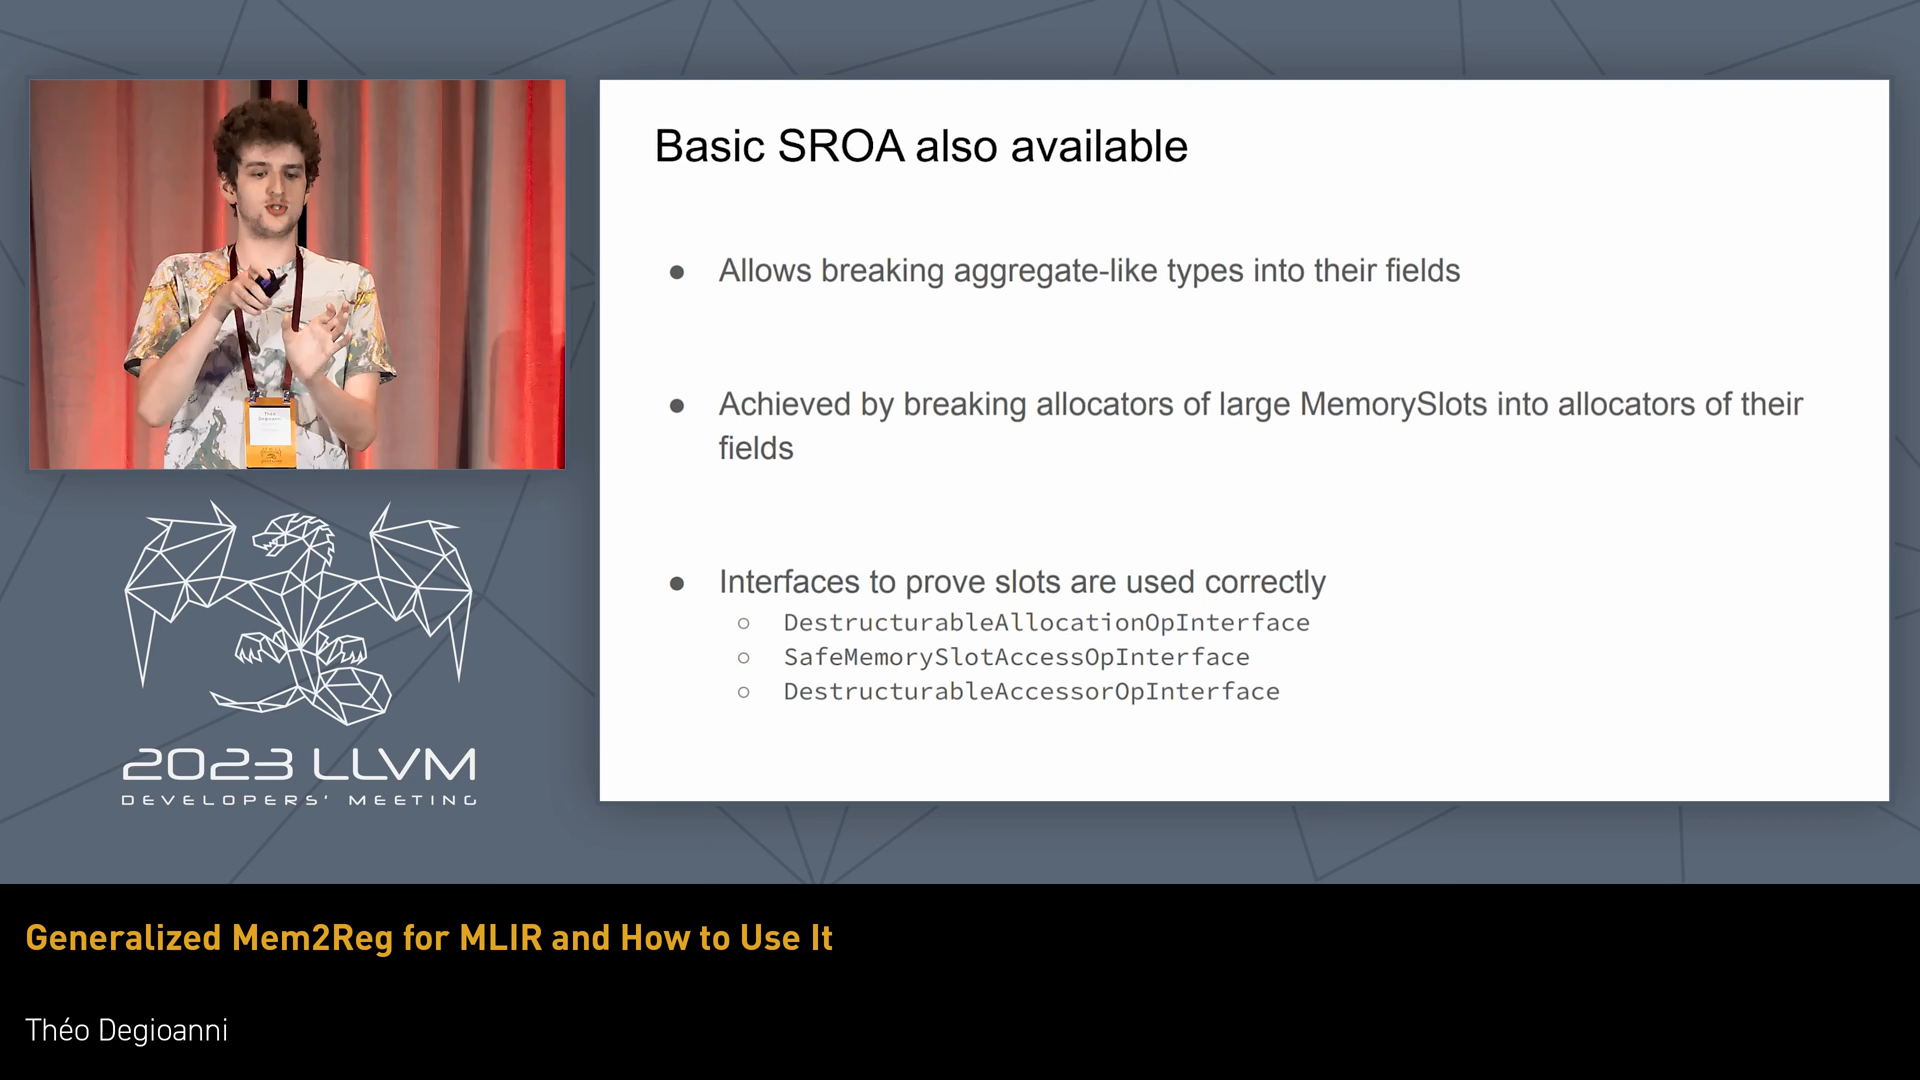 Basic SROA also available
● Allows breaking aggregate-like types into their fields
● Achieved by breaking allocators of large MemorySlots into allocators of their
fields
● Interfaces to prove slots are used correctly
○ DestructurableAllocationOpInterface
○ SafeMemorySlotAccessOpInterface
○ DestructurableAccessorOpInterface
Théo
Degioanni
2023 LLVM
DEVELOPERS' MEETING
Generalized Mem2Reg for MLIR and How to Use It
Théo Degioanni